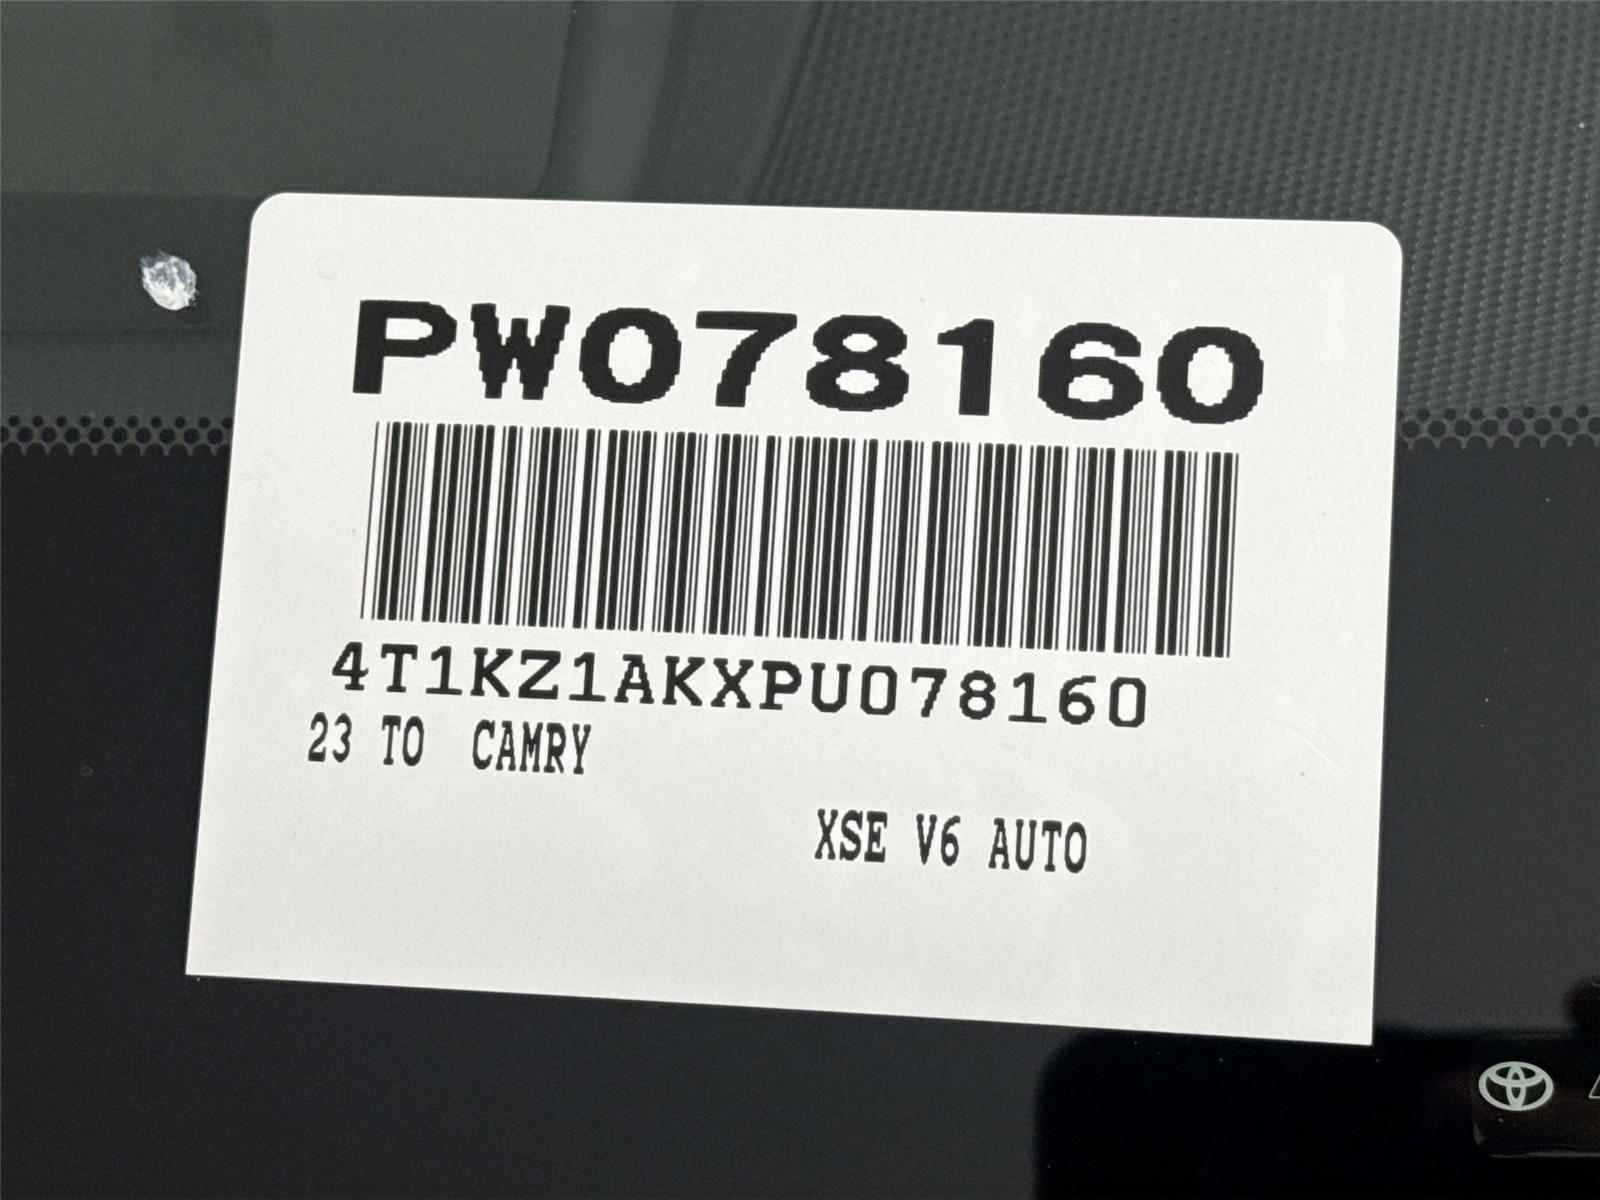 PW078160
4T1KZ1AKXPU078160
23 TO CAMRY
XSE V6 AUTO